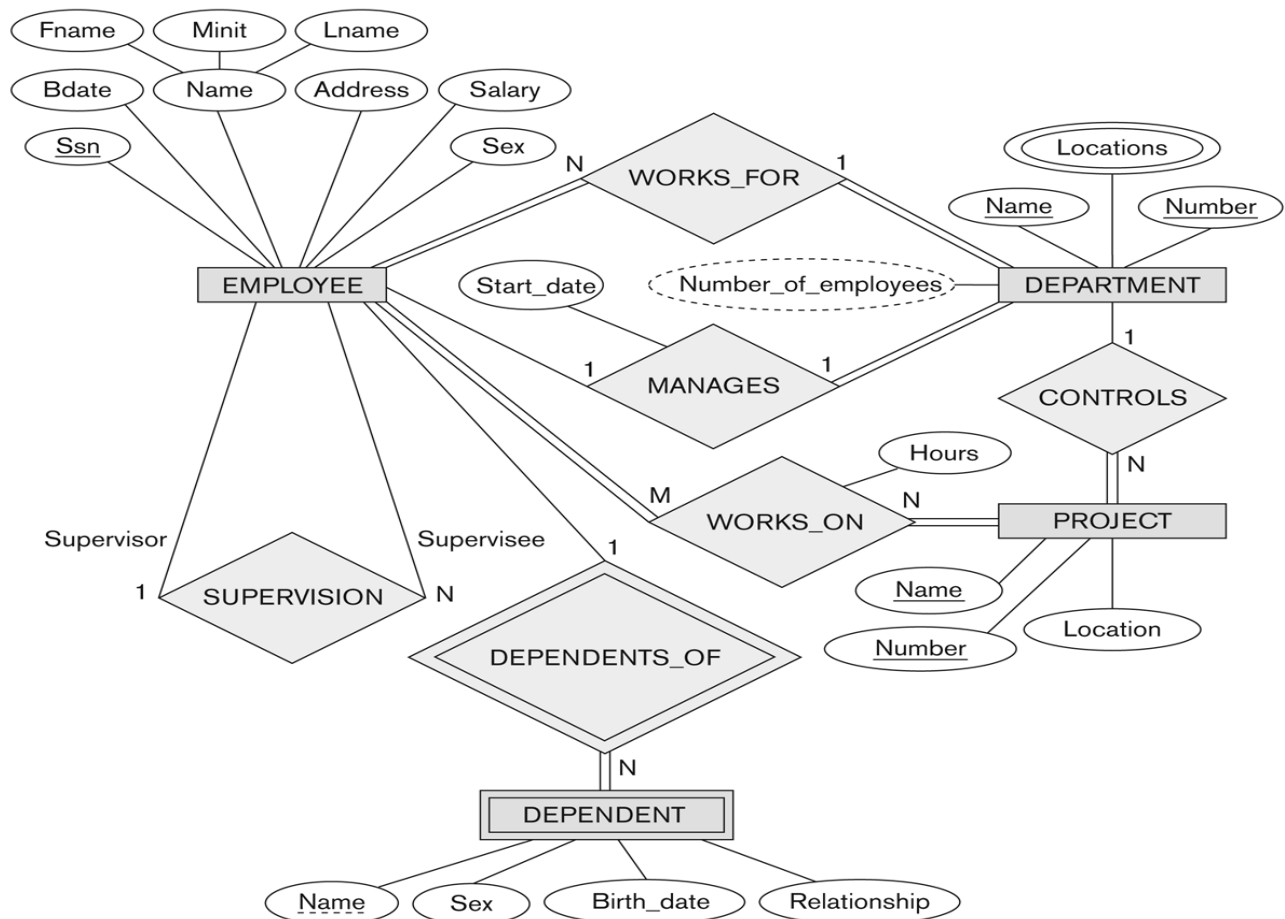 Fname
Minit
Lname
Bdate
Name
Address
Salary
Ssn
Sex
N
WORKS_FOR
1
Locations
Name
Number
EMPLOYEE
Start_date
Number_of_employees
DEPARTMENT
1
MANAGES
1
1
CONTROLS
N
Hours
M
WORKS_ON
N
PROJECT
Supervisor
Supervisee
1
SUPERVISION
N
1
Name
Number
Location
DEPENDENTS_OF
N
DEPENDENT
Name
Sex
Birth_date
Relationship